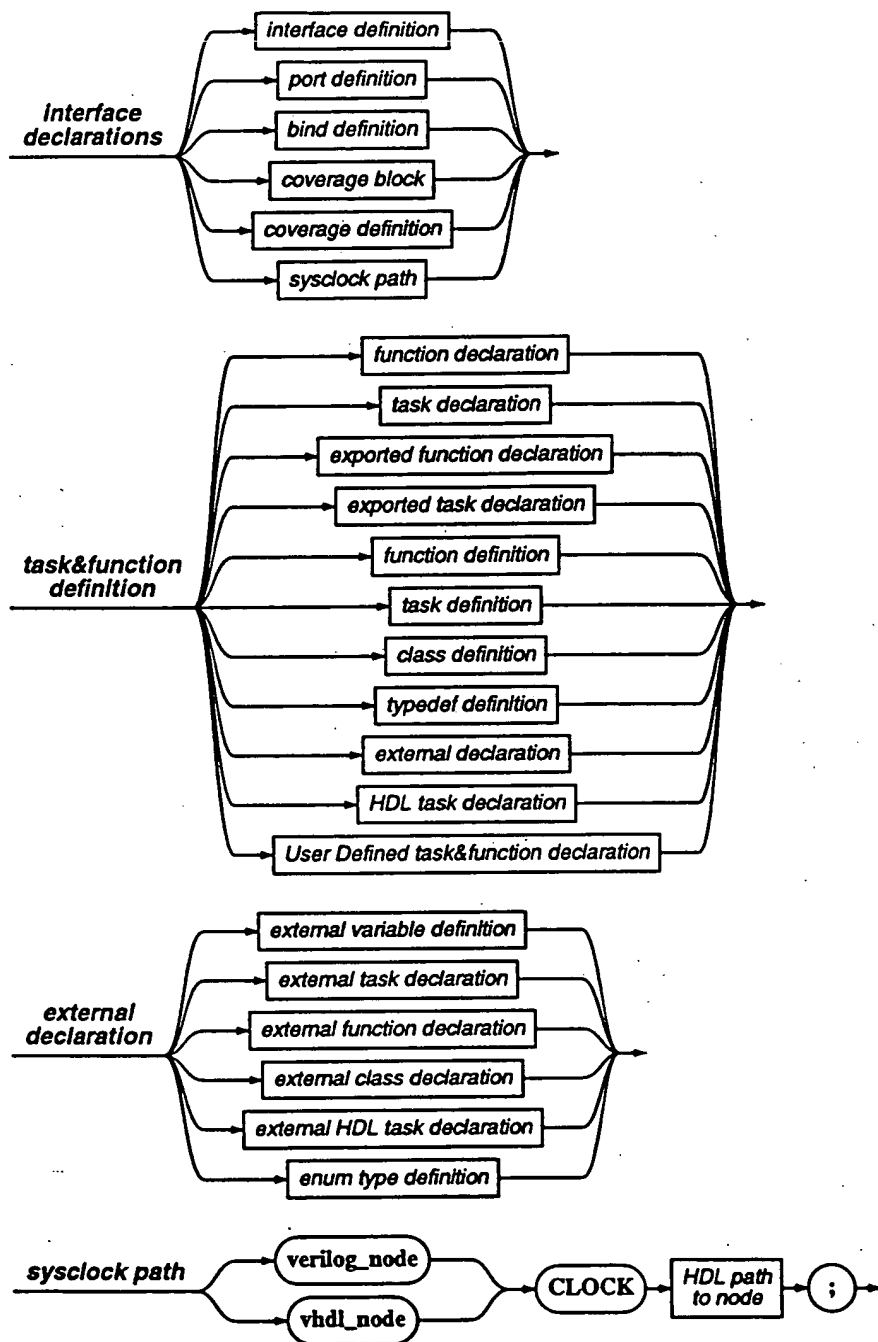 interface definition
port definition
interface
declarations
bind definition
coverage block
coverage definition
sysclock path
function declaration
task declaration
exported function declaration
exported task declaration
task&function
definition
function definition
task definition
class definition
typedef definition
external declaration
HDL task declaration
User Defined task&function declaration
external variable definition
external task declaration
external
declaration
external function declaration
external class declaration
external HDL task declaration
enum type definition
sysclock path
verilog_node
vhdl_node
CLOCK
HDL path
to node
;